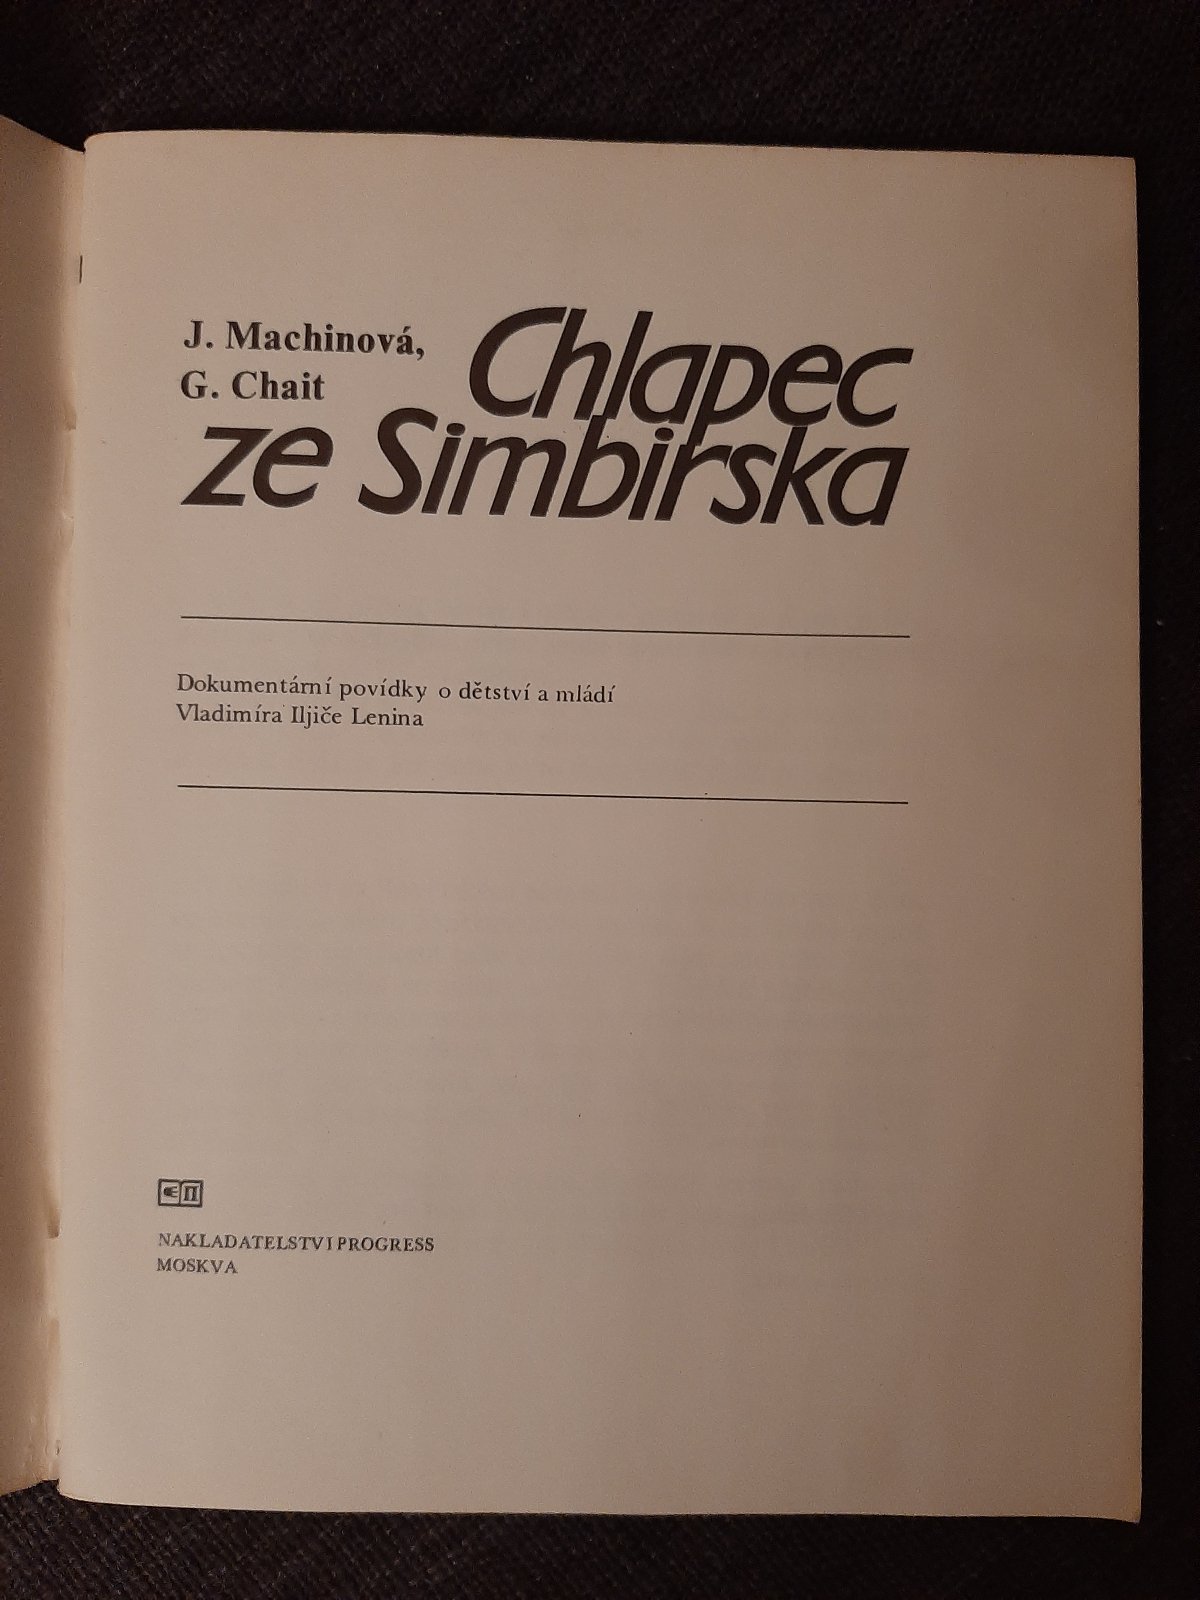 J. Machinová,
G. Chait
Chlapec
ze Simbirska
Dokumentární povídky o dětství a mládí
Vladimíra Iljiče Lenina
NAKLADATELSTVI PROGRESS
MOSKVA